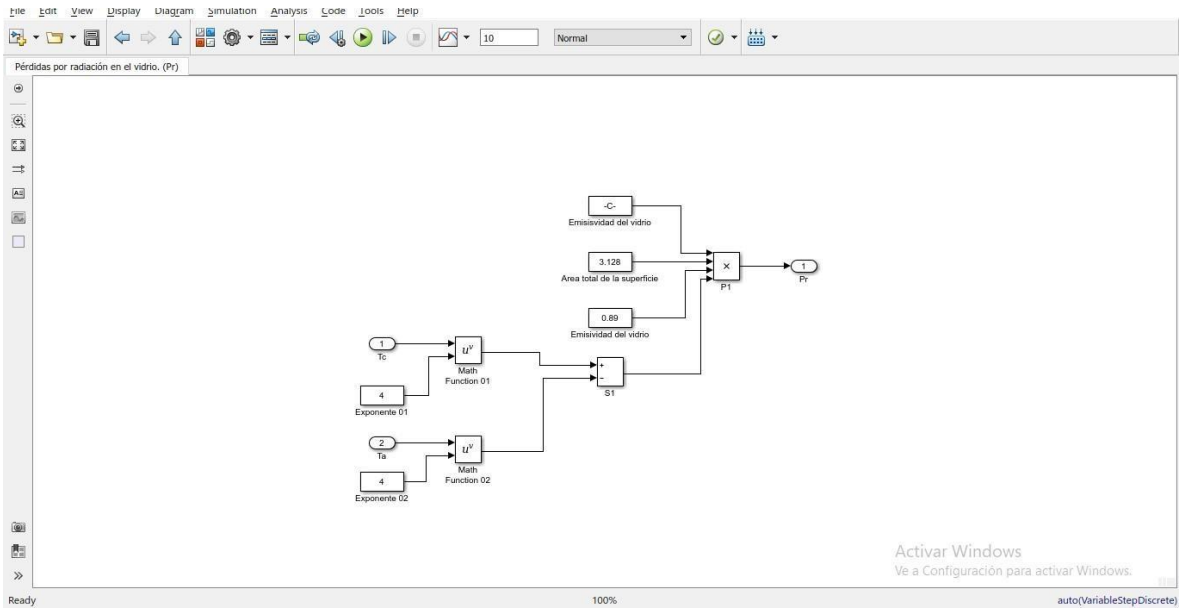 File Edit View Display Diagram Simulation Analysis Code Tools Help
10 Normal
Pérdidas por radiación en el vidrio. (Pr)
-C-
Emisisvidad del vidrio
3.128
Area total de la superficie
×
P1
1
Pr
0.89
Emisividad del vidrio
1
Tc
u^v
Math
Function 01
+
−
S1
4
Exponente 01
2
Ta
u^v
Math
Function 02
4
Exponente 02
Activar Windows
Ve a Configuración para activar Windows.
Ready 100% auto(VariableStepDiscrete)